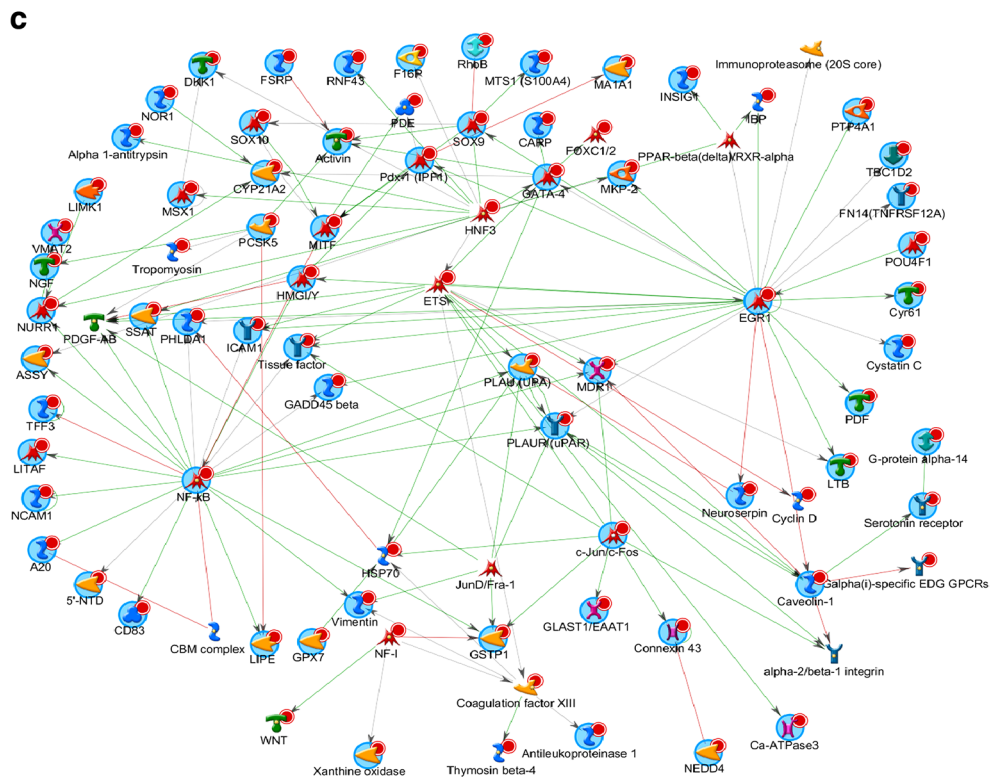 c
Immunoproteasome (20S core)
DKK1
FSRP
RNF43
F16P
RhoB
MTS1 (S100A4)
MA1A1
INSIG1
IBP
PTP4A1
NOR1
PDE
SOX10
Alpha 1-antitrypsin
Activin
SOX9
CARP
FOXC1/2
PPAR-beta(delta)/RXR-alpha
TBC1D2
CYP21A2
Pdx-1 (IPF1)
GATA-4
MKP-2
LIMK1
MSX1
FN14(TNFRSF12A)
HNF3
VMAT2
PCSK5
MITF
POU4F1
Tropomyosin
NGF
HMGI/Y
ETS
EGR1
Cyr61
NURR1
PDGF-AB
SSAT
PHLDA1
ICAM1
Tissue factor
Cystatin C
ASSY
PLAU (UPA)
MDR1
GADD45 beta
PDF
TFF3
PLAUR (uPAR)
G-protein alpha-14
LITAF
NF-kB
LTB
NCAM1
Neuroserpin
Cyclin D
Serotonin receptor
A20
HSP70
c-Jun/c-Fos
JunD/Fra-1
5'-NTD
Caveolin-1
Galpha(i)-specific EDG GPCRs
CD83
Vimentin
GLAST1/EAAT1
CBM complex
LIPE
GPX7
NF-I
GSTP1
Connexin 43
alpha-2/beta-1 integrin
Coagulation factor XIII
WNT
Antileukoproteinase 1
Ca-ATPase3
Xanthine oxidase
Thymosin beta-4
NEDD4